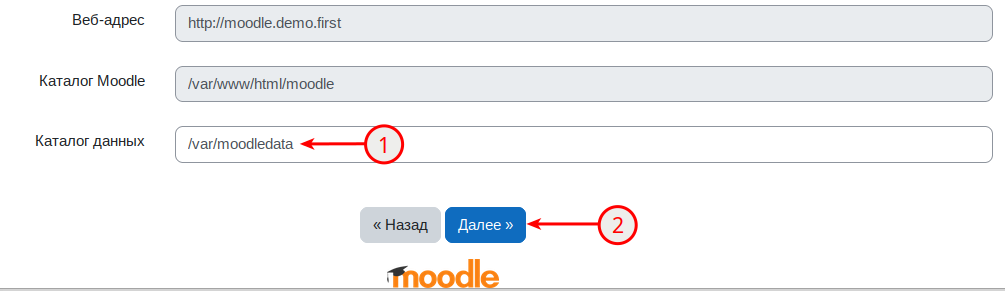 Веб-адрес http://moodle.demo.first
Каталог Moodle /var/www/html/moodle
Каталог данных /var/moodledata 1
« Назад Далее » 2
moodle